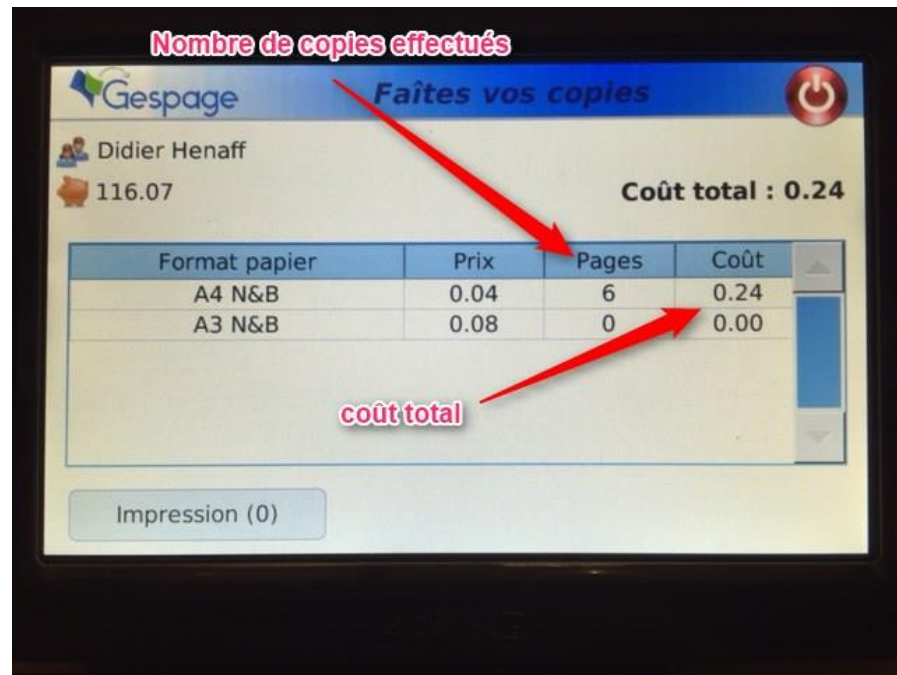 Nombre de copies effectués
Gespage
Faîtes vos copies
Didier Henaff
116.07
Coût total : 0.24
Format papier Prix Pages Coût
A4 N&B 0.04 6 0.24
A3 N&B 0.08 0 0.00
coût total
Impression (0)